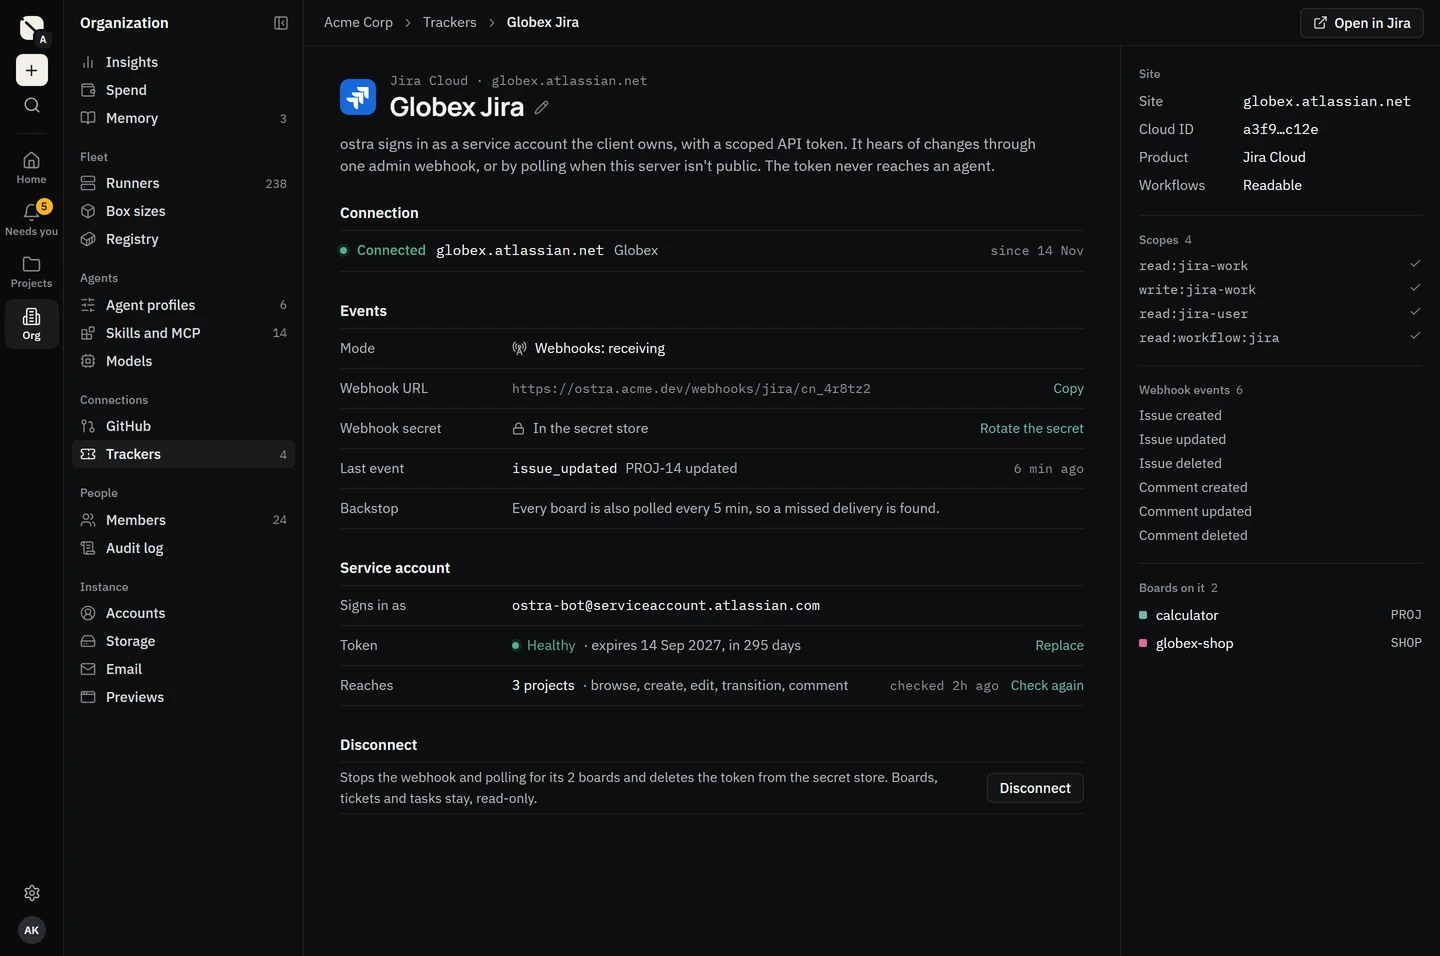 A
Home
5
Needs you
Projects
Org
AK
Organization
Insights
Spend
Memory 3
Fleet
Runners 238
Box sizes
Registry
Agents
Agent profiles 6
Skills and MCP 14
Models
Connections
GitHub
Trackers 4
People
Members 24
Audit log
Instance
Accounts
Storage
Email
Previews
Acme Corp > Trackers > Globex Jira
Open in Jira
Jira Cloud · globex.atlassian.net
Globex Jira
ostra signs in as a service account the client owns, with a scoped API token. It hears of changes through
one admin webhook, or by polling when this server isn't public. The token never reaches an agent.
Connection
Connected globex.atlassian.net Globex since 14 Nov
Events
Mode Webhooks: receiving
Webhook URL https://ostra.acme.dev/webhooks/jira/cn_4r8tz2 Copy
Webhook secret In the secret store Rotate the secret
Last event issue_updated PROJ-14 updated 6 min ago
Backstop Every board is also polled every 5 min, so a missed delivery is found.
Service account
Signs in as ostra-bot@serviceaccount.atlassian.com
Token Healthy · expires 14 Sep 2027, in 295 days Replace
Reaches 3 projects · browse, create, edit, transition, comment checked 2h ago Check again
Disconnect
Stops the webhook and polling for its 2 boards and deletes the token from the secret store. Boards,
tickets and tasks stay, read-only.
Disconnect
Site
Site globex.atlassian.net
Cloud ID a3f9…c12e
Product Jira Cloud
Workflows Readable
Scopes 4
read:jira-work
write:jira-work
read:jira-user
read:workflow:jira
Webhook events 6
Issue created
Issue updated
Issue deleted
Comment created
Comment updated
Comment deleted
Boards on it 2
calculator PROJ
globex-shop SHOP